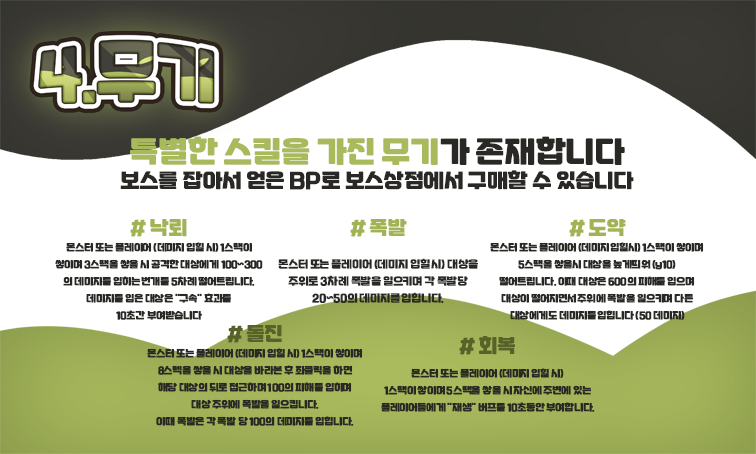 4.무기
특별한 스킬을 가진 무기가 존재합니다
보스를 잡아서 얻은 BP로 보스상점에서 구매할 수 있습니다
# 낙뢰
몬스터 또는 플레이어 (데미지 입힐 시) 1스택이
쌓이며 3스택을 쌓을 시 공격한 대상에게 100~300
의 데미지를 입히는 번개를 5차례 떨어트립니다.
데미지를 입은 대상은 "구속" 효과를
10초간 부여받습니다
# 폭발
몬스터 또는 플레이어 (데미지 입힐 시) 대상을
주위로 3차례 폭발을 일으키며 각 폭발당
20~50의 데미지를 입힙니다.
# 도약
몬스터 또는 플레이어 (데미지 입힐시) 1스택이 쌓이며
5스택을 쌓을시 대상을 높게띄워 (y10)
떨어트립니다. 이때 대상은 600의 피해를 입으며
대상이 떨어지면서 주위에 폭발을 일으키며 다른
대상에게도 데미지를 입힙니다 (50 데미지)
# 돌진
몬스터 또는 플레이어 (데미지 입힐 시) 1스택이 쌓이며
8스택을 쌓을 시 대상을 바라본 후 좌클릭을 하면
해당 대상의 뒤로 접근하며 100의 피해를 입히며
대상 주위에 폭발을 일으킵니다.
이때 폭발은 각 폭발 당 100의 데미지를 입힙니다.
# 회복
몬스터 또는 플레이어 (데미지 입힐 시)
1스택이 쌓이며 5스택을 쌓을 시 자신에 주변에 있는
플레이어들에게 "재생" 버프를 10초동안 부여합니다.